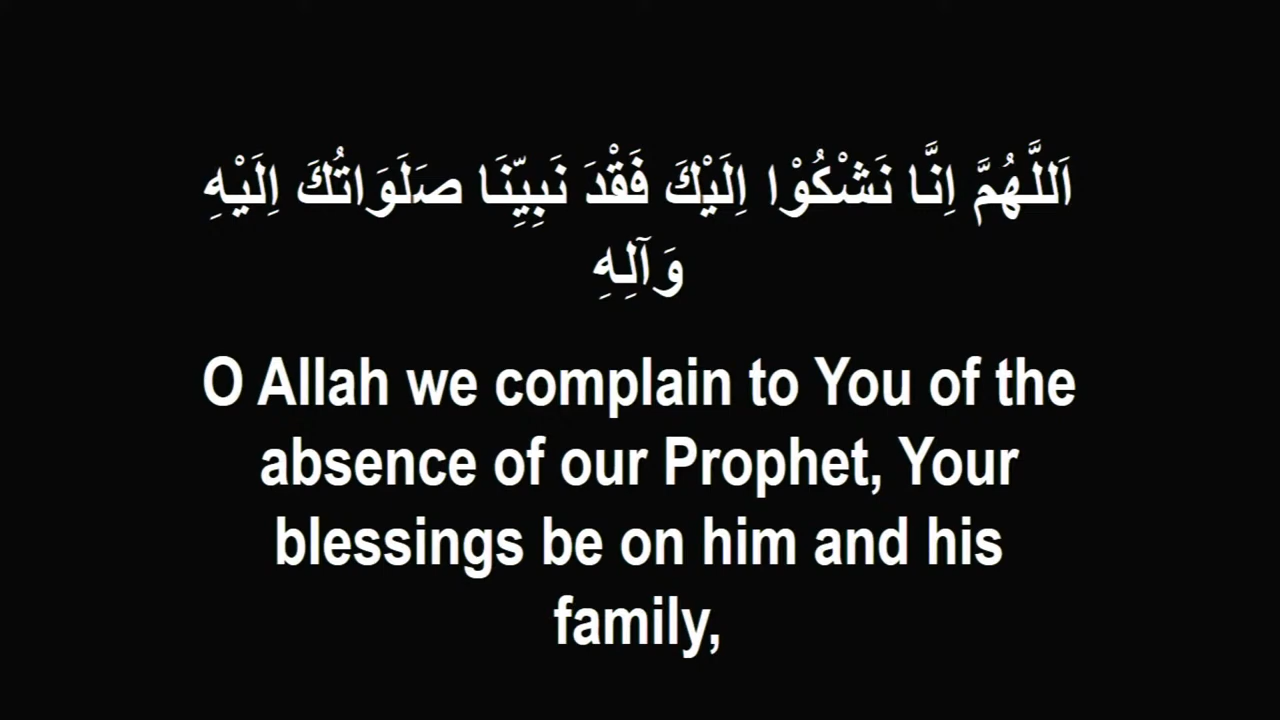 اَللَّهُمَّ اِنَّا نَشْكُوْا اِلَيْكَ فَقْدَ نَبِيِّنَا صَلَوَاتُكَ اِلَيْهِ
وَآلِهِ
O Allah we complain to You of the
absence of our Prophet, Your
blessings be on him and his
family,